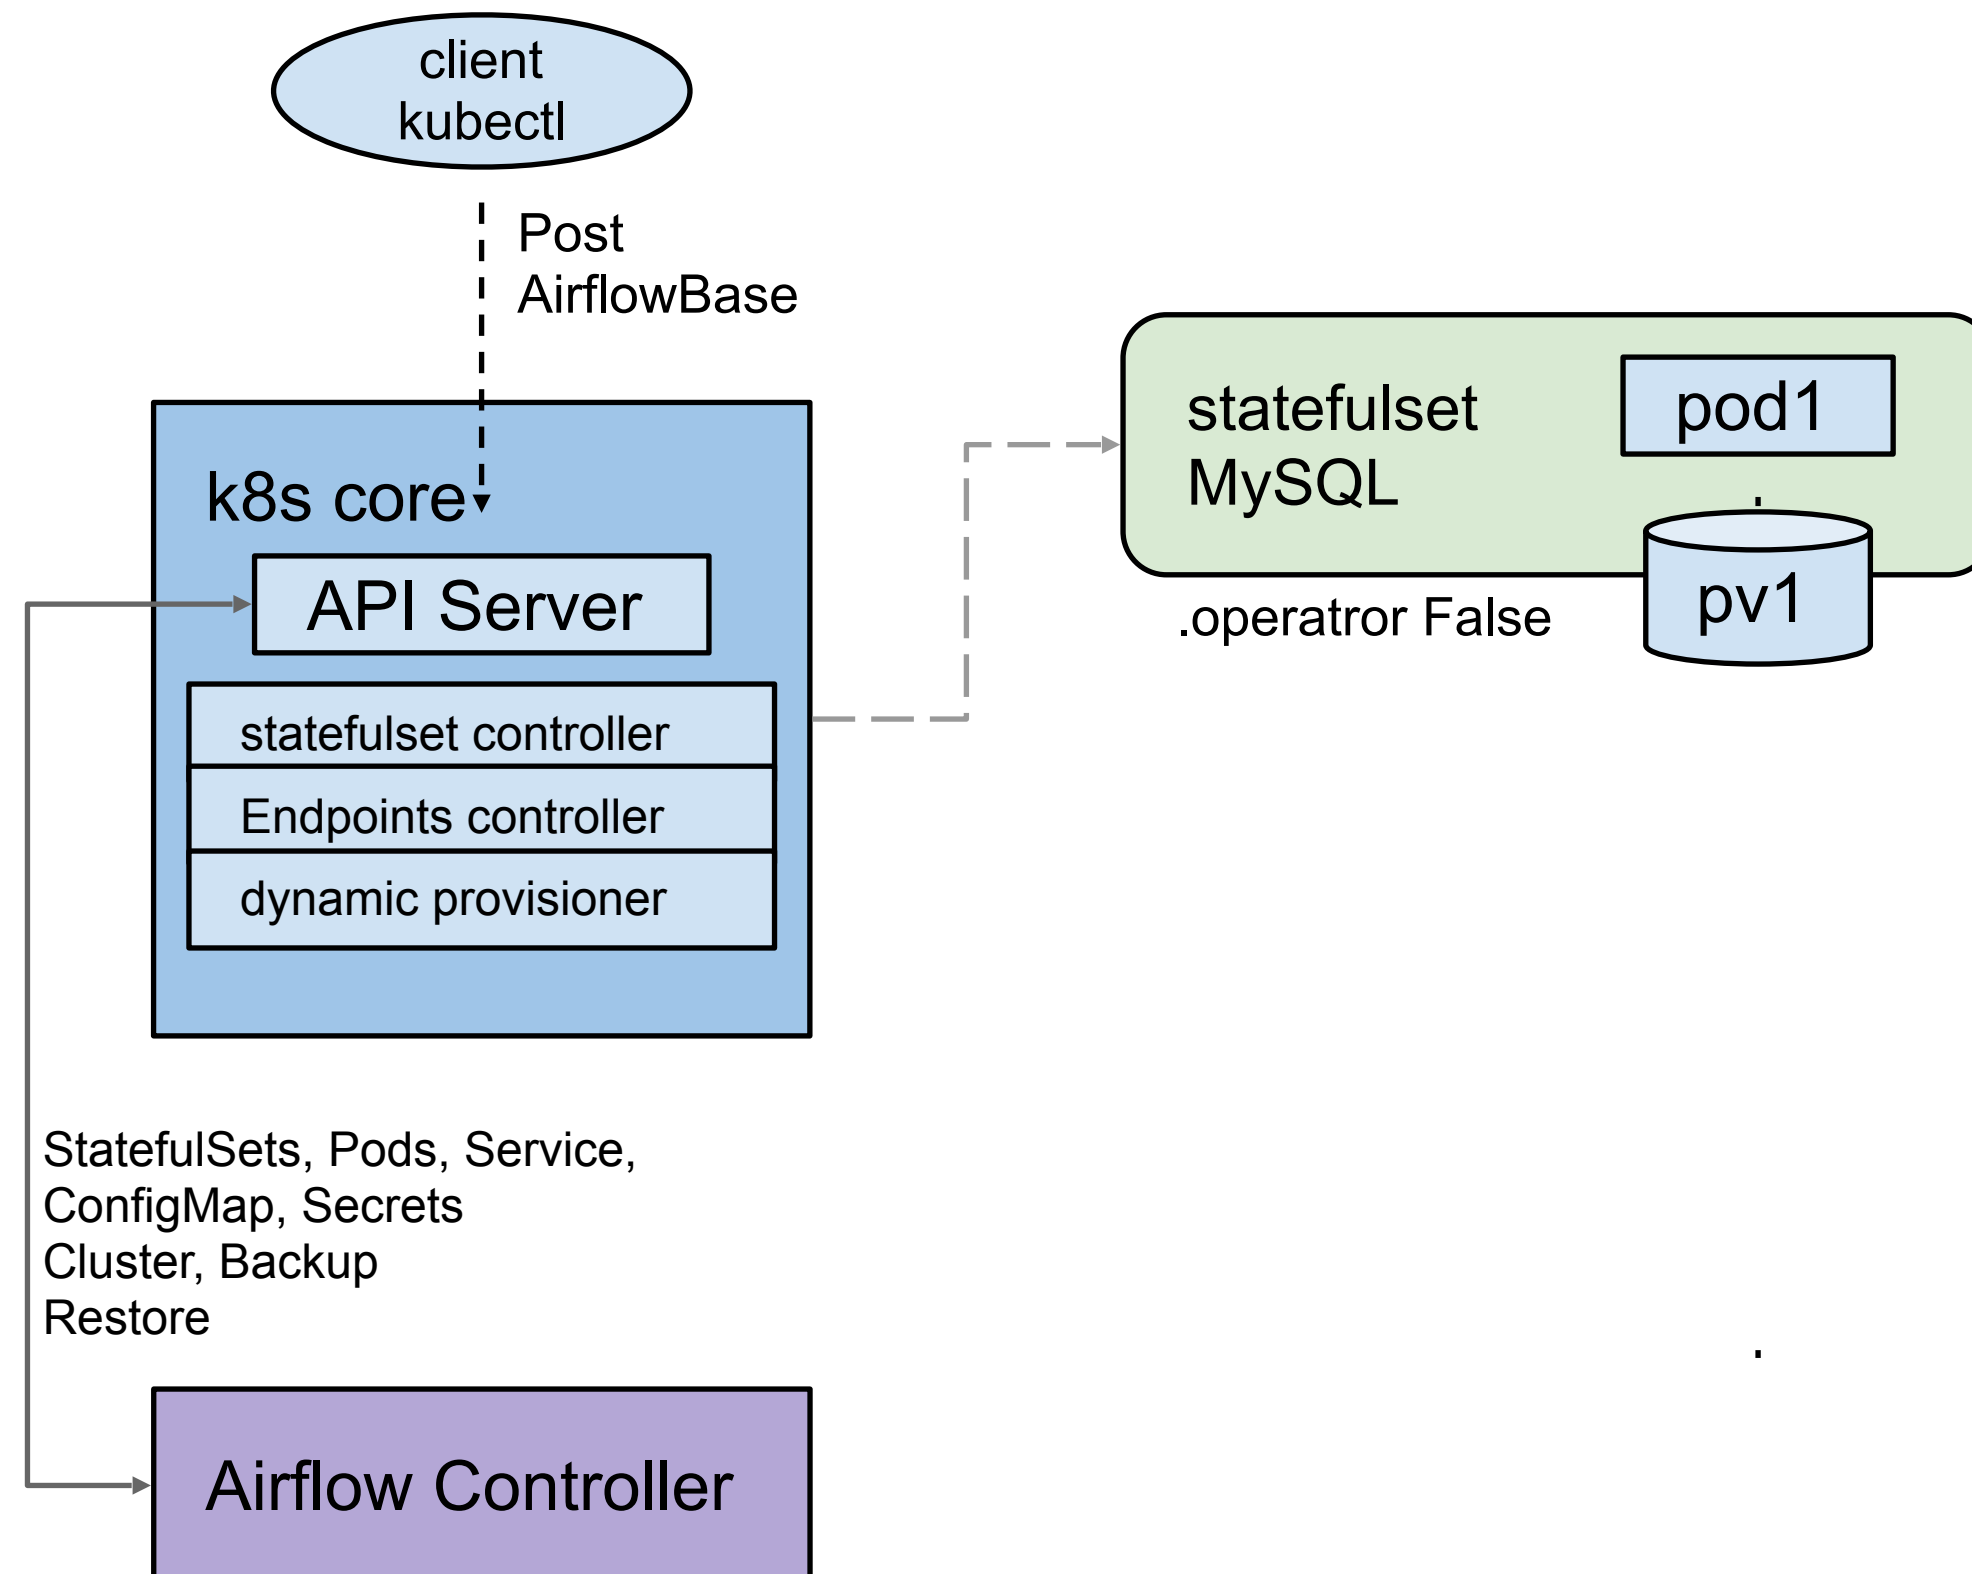 client
kubectl
Post
AirflowBase
k8s core
API Server
statefulset controller
Endpoints controller
dynamic provisioner
statefulset
MySQL
pod1
.
pv1
.operatror False
StatefulSets, Pods, Service,
ConfigMap, Secrets
Cluster, Backup
Restore
.
Airflow Controller